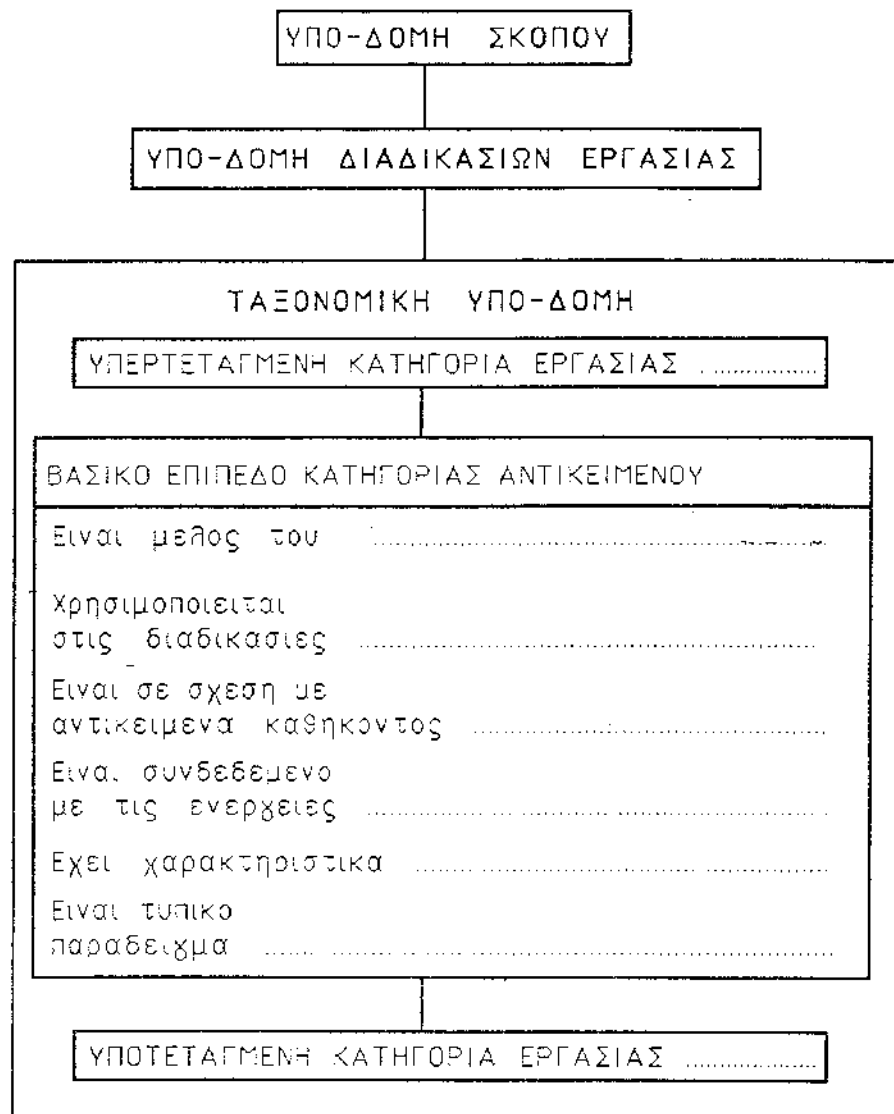 ΥΠΟ-ΔΟΜΗ ΣΚΟΠΟΥ
ΥΠΟ-ΔΟΜΗ ΔΙΑΔΙΚΑΣΙΩΝ ΕΡΓΑΣΙΑΣ
ΤΑΞΟΝΟΜΙΚΗ ΥΠΟ-ΔΟΜΗ
ΥΠΕΡΤΕΤΑΓΜΕΝΗ ΚΑΤΗΓΟΡΙΑ ΕΡΓΑΣΙΑΣ ..............
ΒΑΣΙΚΟ ΕΠΙΠΕΔΟ ΚΑΤΗΓΟΡΙΑΣ ΑΝΤΙΚΕΙΜΕΝΟΥ
Ειναι μελος του ..............
Χρησιμοποιειται
στις διαδικασιες ..............
Ειναι σε σχεση με
αντικειμενα καθηκοντος ..............
Ειναι συνδεδεμενο
με τις ενεργειες ..............
Εχει χαρακτηριστικα ..............
Ειναι τυπικο
παραδειγμα ..............
ΥΠΟΤΕΤΑΓΜΕΝΗ ΚΑΤΗΓΟΡΙΑ ΕΡΓΑΣΙΑΣ ..............